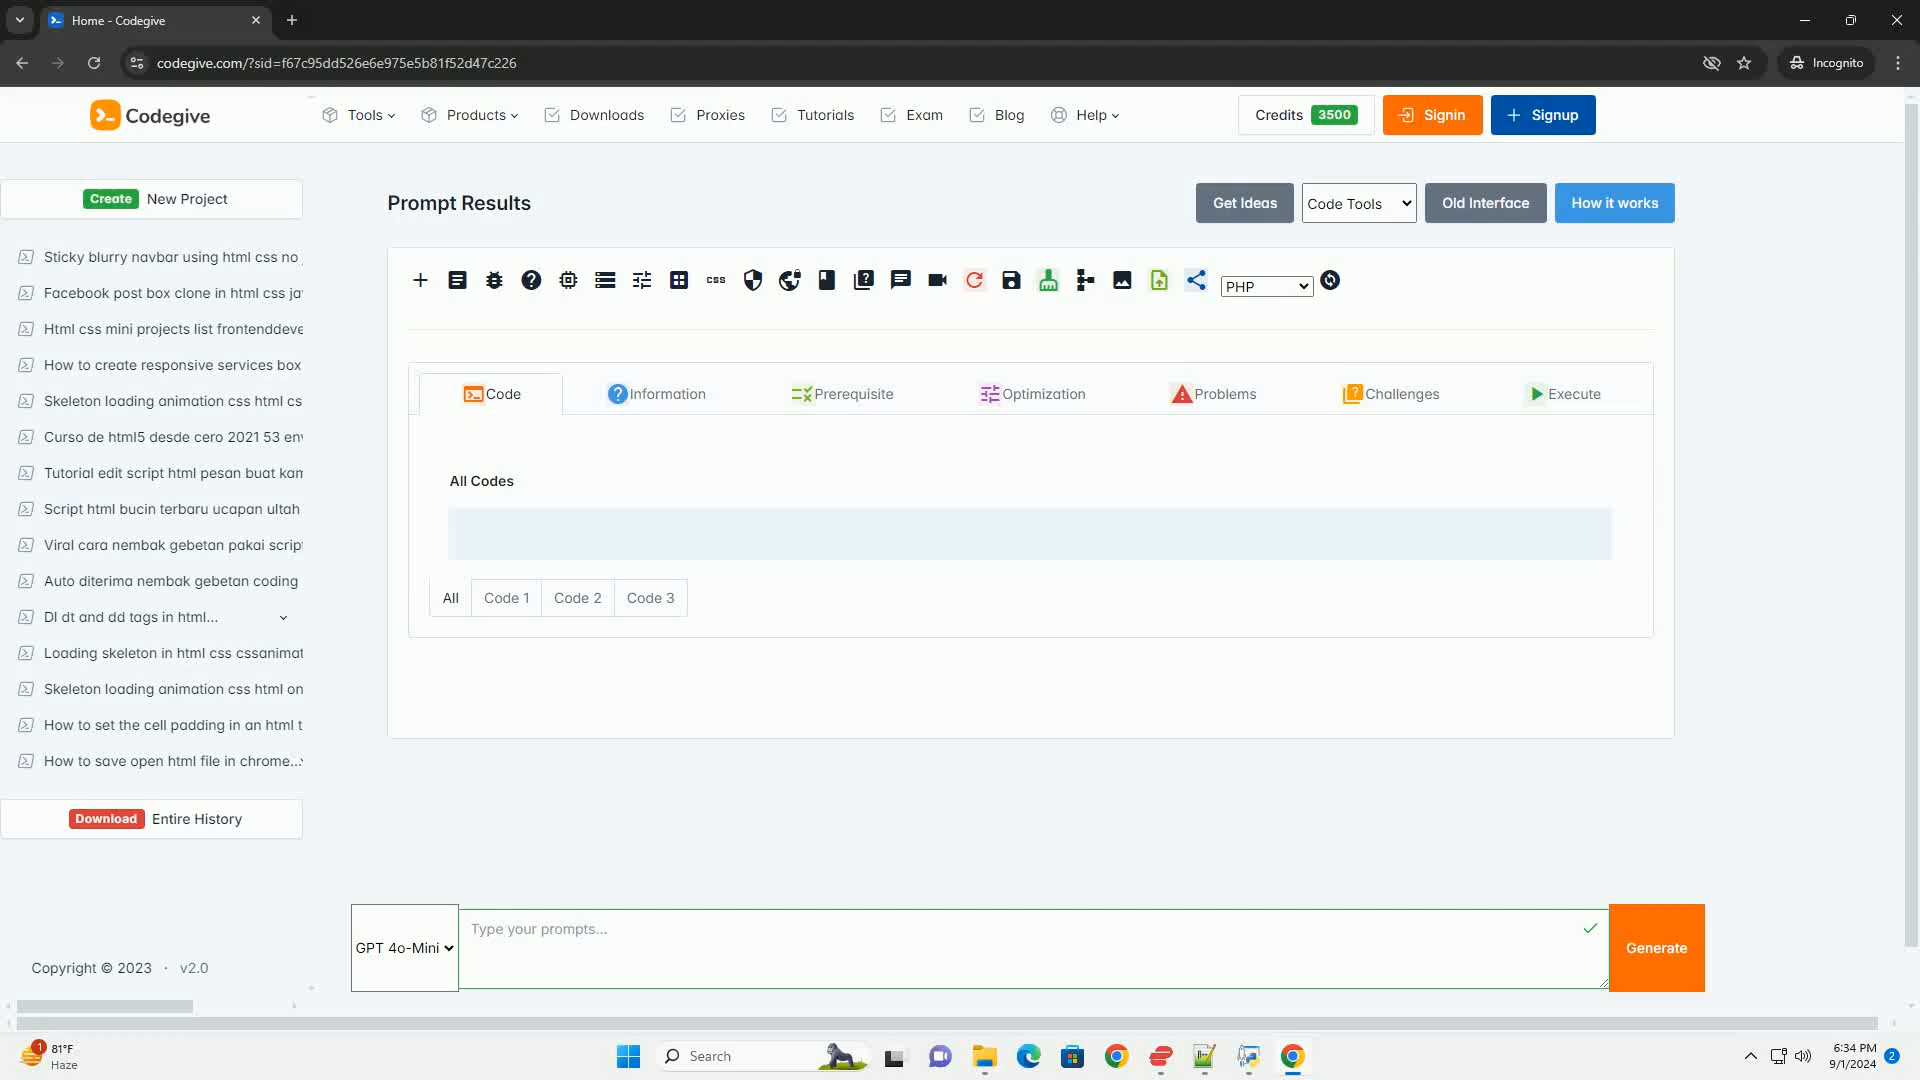 Home - Codegive
codegive.com/?sid=f67c95dd526e6e975e5b81f52d47c226
Incognito
Codegive
Tools
Products
Downloads
Proxies
Tutorials
Exam
Blog
Help
Credits 3500
Signin
Signup
Create New Project
Sticky blurry navbar using html css no
Facebook post box clone in html css ja
Html css mini projects list frontenddeve
How to create responsive services box
Skeleton loading animation css html cs
Curso de html5 desde cero 2021 53 en
Tutorial edit script html pesan buat kam
Script html bucin terbaru ucapan ultah
Viral cara nembak gebetan pakai scrip
Auto diterima nembak gebetan coding
Dl dt and dd tags in html...
Loading skeleton in html css cssanimat
Skeleton loading animation css html on
How to set the cell padding in an html t
How to save open html file in chrome...
Download Entire History
Copyright © 2023 · v2.0
Prompt Results
Get Ideas
Code Tools
Old Interface
How it works
css
PHP
Code
Information
Prerequisite
Optimization
Problems
Challenges
Execute
All Codes
All
Code 1
Code 2
Code 3
GPT 4o-Mini
Type your prompts...
Generate
1
81°F
Haze
Search
6:34 PM
9/1/2024
2